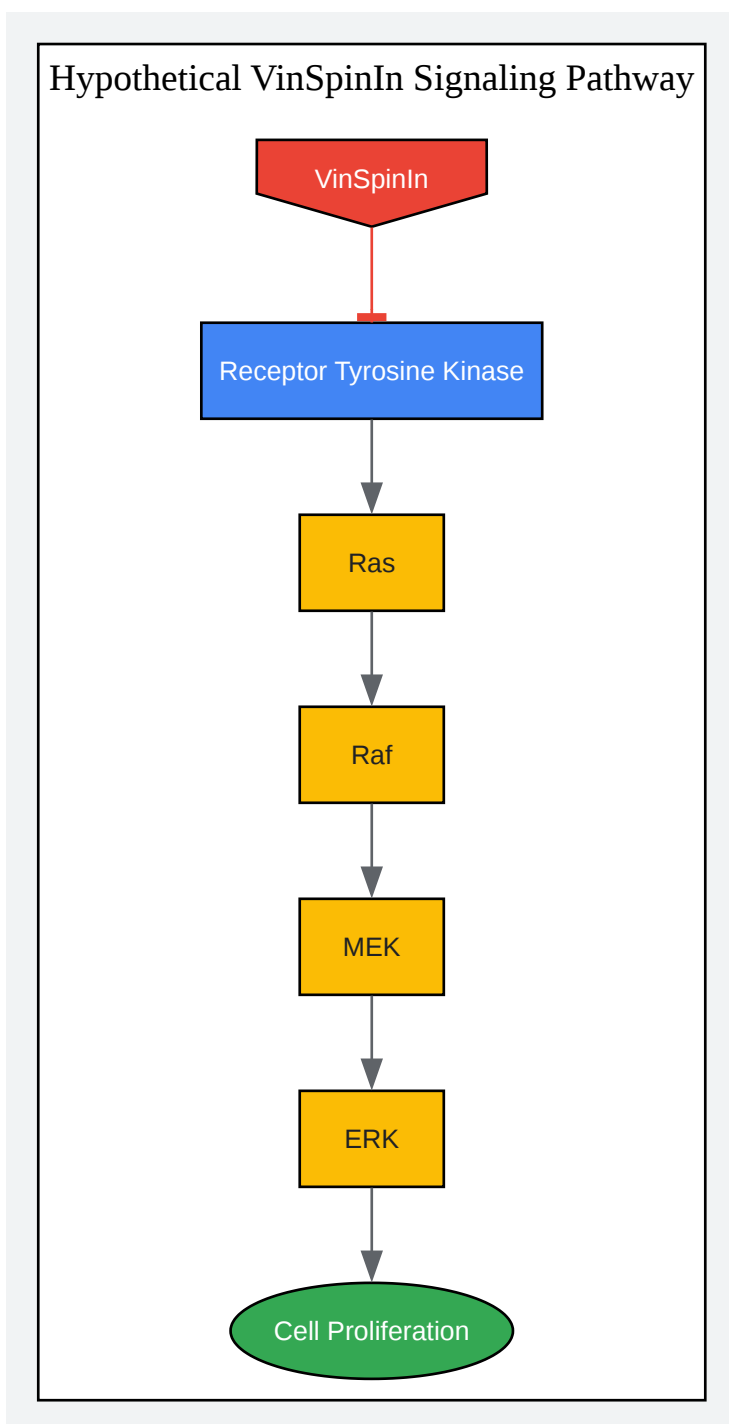 Hypothetical VinSpinIn Signaling Pathway
VinSpinIn
Receptor Tyrosine Kinase
Ras
Raf
MEK
ERK
Cell Proliferation